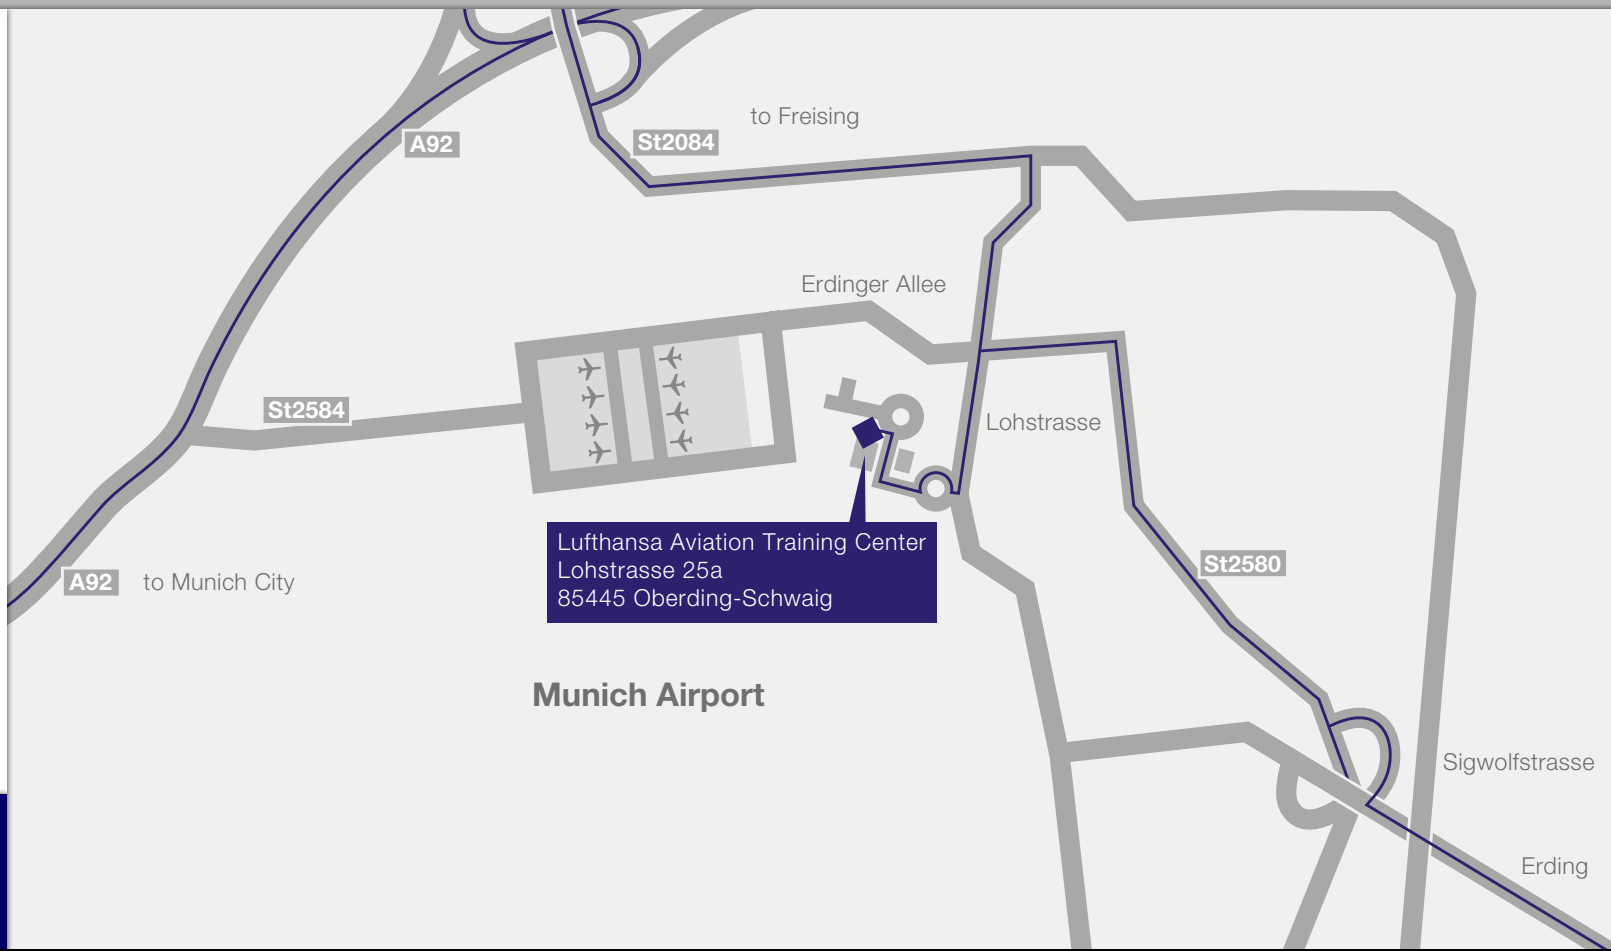 to Freising
St2084
A92
Erdinger Allee
St2584
Lohstrasse
Lufthansa Aviation Training Center
Lohstrasse 25a
85445 Oberding-Schwaig
St2580
A92
to Munich City
Munich Airport
Sigwolfstrasse
Erding